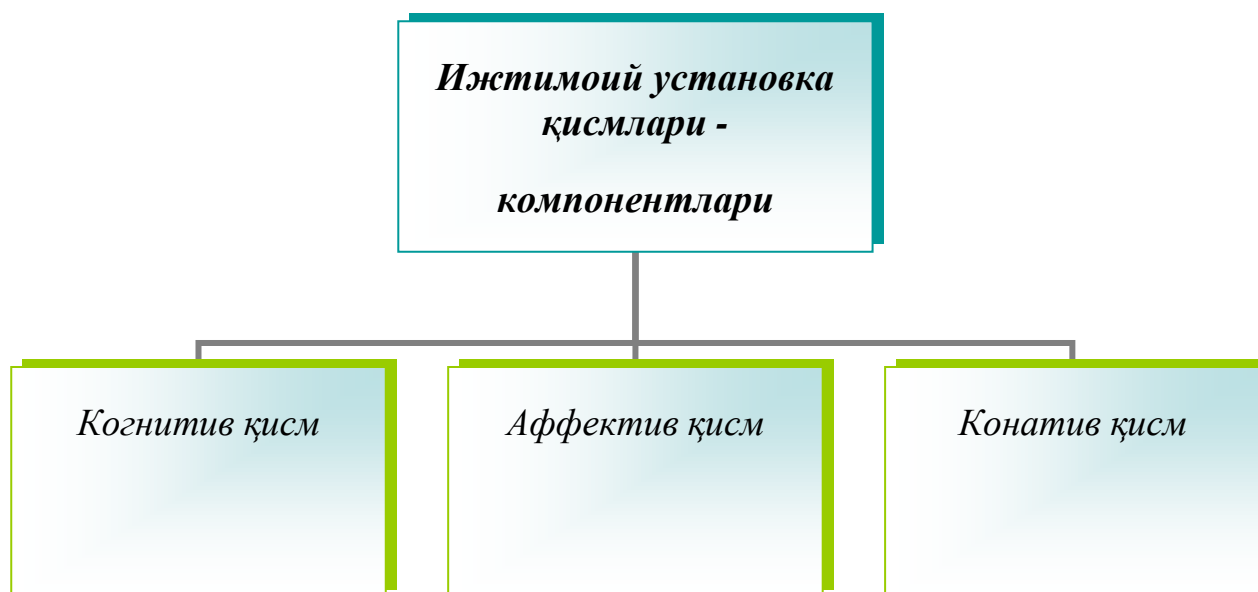 Ижтимоий установка
қисмлари -
компонентлари
Когнитив қисм
Аффектив қисм
Конатив қисм